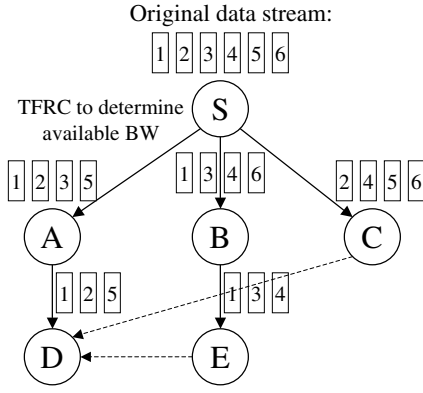 Original data stream:
1 2 3 4 5 6
S
TFRC to determine
available BW
1 2 3 5
1 3 4 6
2 4 5 6
A
B
C
1 2 5
1 3 4
D
E